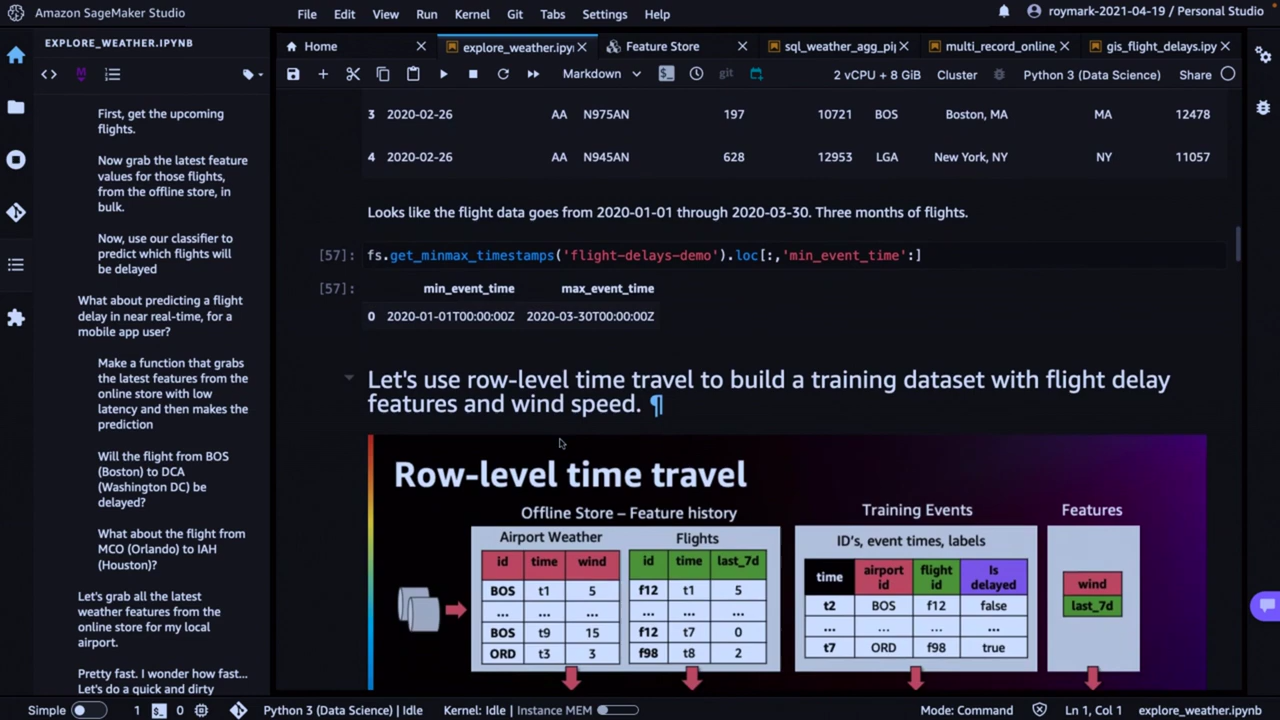 Amazon SageMaker Studio
File Edit View Run Kernel Git Tabs Settings Help
roymark-2021-04-19 / Personal Studio
EXPLORE_WEATHER.IPYNB
Home
explore_weather.ipy
Feature Store
sql_weather_agg_pi
multi_record_online_
gis_flight_delays.ipy
Markdown
git
2 vCPU + 8 GiB
Cluster
Python 3 (Data Science)
Share
First, get the upcoming
flights.
Now grab the latest feature
values for those flights,
from the offline store, in
bulk.
Now, use our classifier to
predict which flights will
be delayed
What about predicting a flight
delay in near real-time, for a
mobile app user?
Make a function that grabs
the latest features from the
online store with low
latency and then makes the
prediction
Will the flight from BOS
(Boston) to DCA
(Washington DC) be
delayed?
What about the flight from
MCO (Orlando) to IAH
(Houston)?
Let's grab all the latest
weather features from the
online store for my local
airport.
Pretty fast. I wonder how fast...
Let's do a quick and dirty
3 2020-02-26 AA N975AN 197 10721 BOS Boston, MA MA 12478
4 2020-02-26 AA N945AN 628 12953 LGA New York, NY NY 11057
Looks like the flight data goes from 2020-01-01 through 2020-03-30. Three months of flights.
[57]: fs.get_minmax_timestamps('flight-delays-demo').loc[:,'min_event_time':]
[57]: min_event_time max_event_time
0 2020-01-01T00:00:00Z 2020-03-30T00:00:00Z
Let's use row-level time travel to build a training dataset with flight delay
features and wind speed. ¶
Row-level time travel
Offline Store – Feature history
Airport Weather
id time wind
BOS t1 5
... ... ...
BOS t9 15
ORD t3 3
Flights
id time last_7d
f12 t1 5
... ... ...
f12 t7 0
f98 t8 2
Training Events
ID's, event times, labels
time airport id flight id Is delayed
t2 BOS f12 false
... ... ... ...
t7 ORD f98 true
Features
wind
last_7d
Simple
1
0
Python 3 (Data Science) | Idle
Kernel: Idle | Instance MEM
Mode: Command
Ln 1, Col 1
explore_weather.ipynb